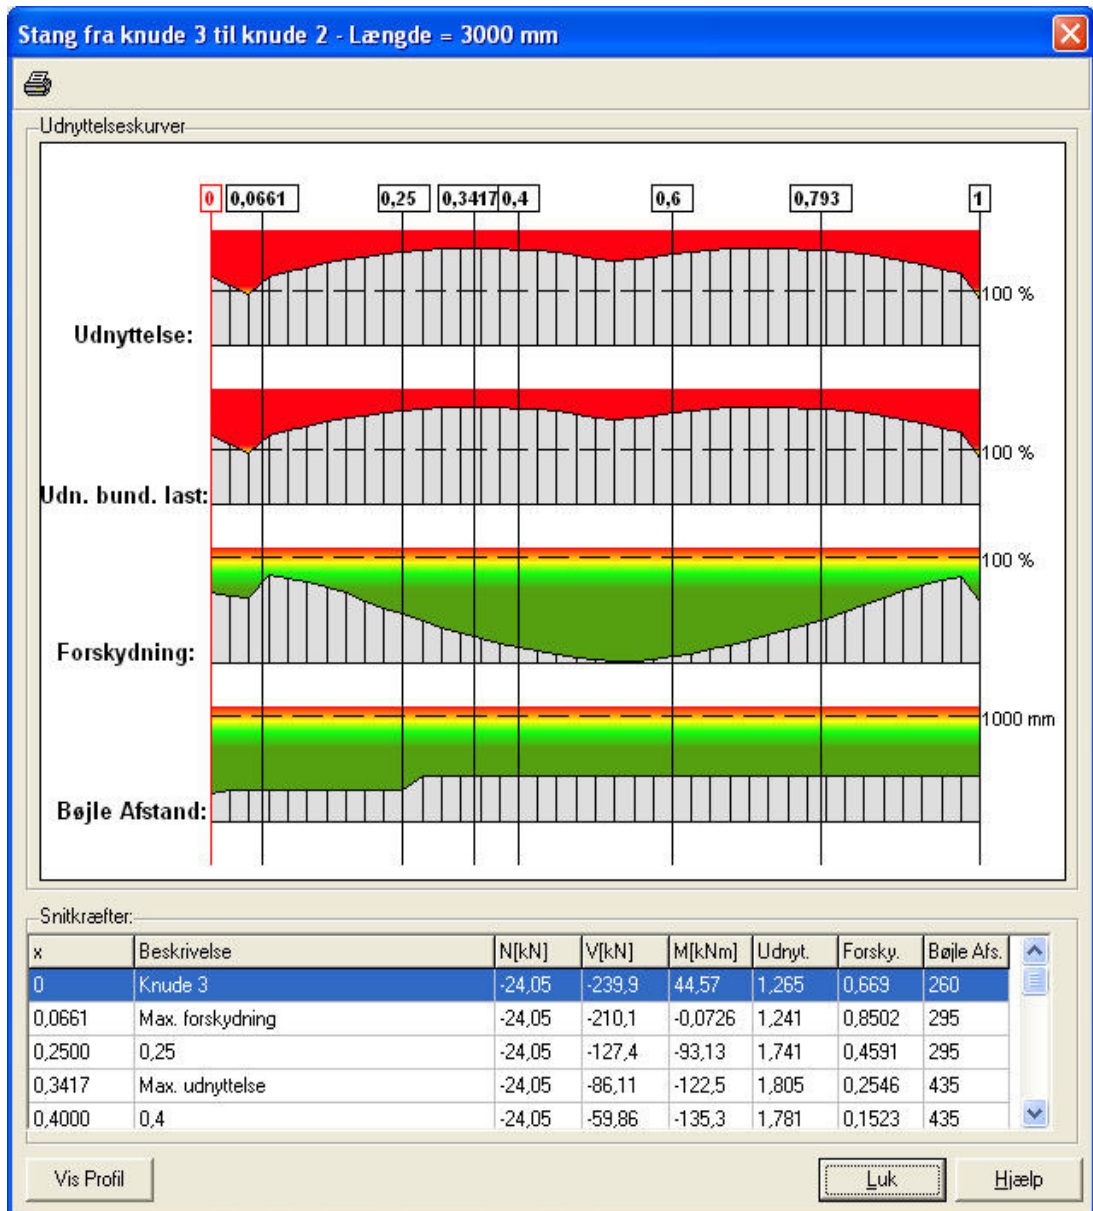 Stang fra knude 3 til knude 2 - Længde = 3000 mm
Udnyttelseskurver
0 0,0661 0,25 0,3417 0,4 0,6 0,793 1
100 %
Udnyttelse:
100 %
Udn. bund. last:
100 %
Forskydning:
1000 mm
Bøjle Afstand:
Snitkræfter:
x Beskrivelse N[kN] V[kN] M[kNm] Udnyt. Forsky. Bøjle Afs.
0 Knude 3 -24,05 -239,9 44,57 1,265 0,669 260
0,0661 Max. forskydning -24,05 -210,1 -0,0726 1,241 0,8502 295
0,2500 0,25 -24,05 -127,4 -93,13 1,741 0,4591 295
0,3417 Max. udnyttelse -24,05 -86,11 -122,5 1,805 0,2546 435
0,4000 0,4 -24,05 -59,86 -135,3 1,781 0,1523 435
Vis Profil Luk Hjælp